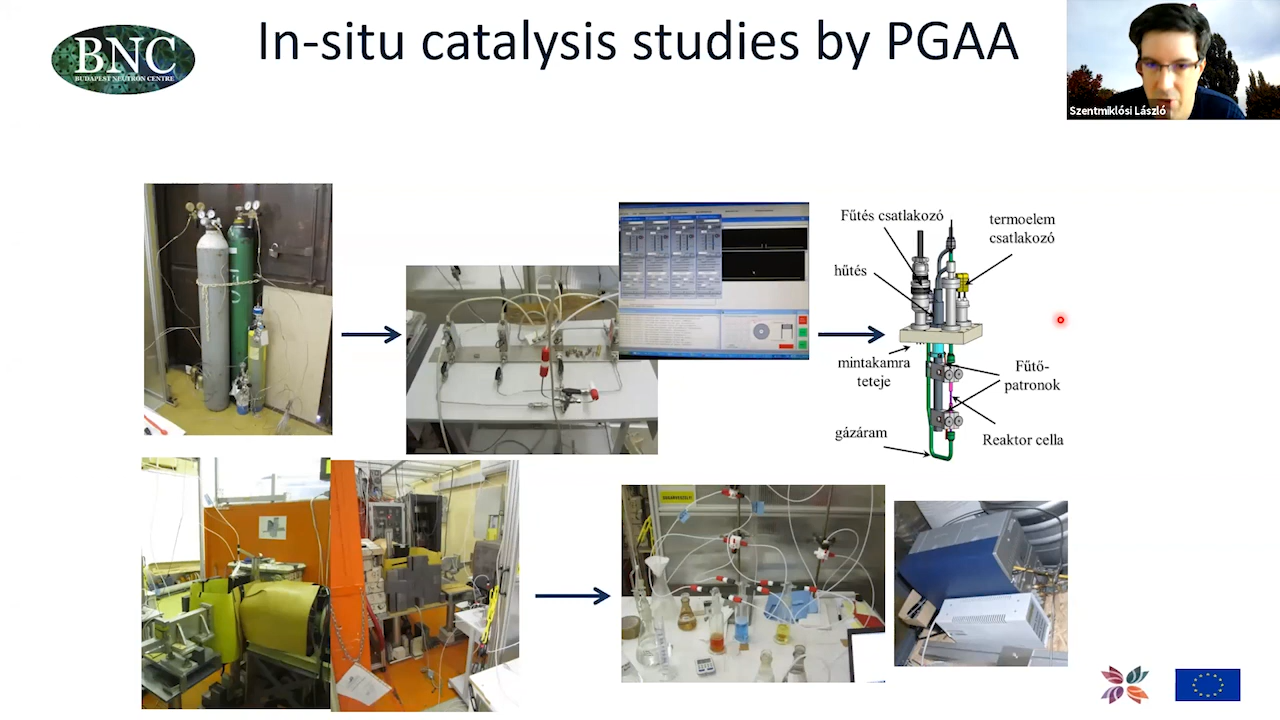 In-situ catalysis studies by PGAA
BNC
BUDAPEST NEUTRON CENTRE
Szentmiklósi László
Fűtés csatlakozó
termoelem
csatlakozó
hűtés
mintakamra
teteje
Fűtő-
patronok
gázáram
Reaktor cella